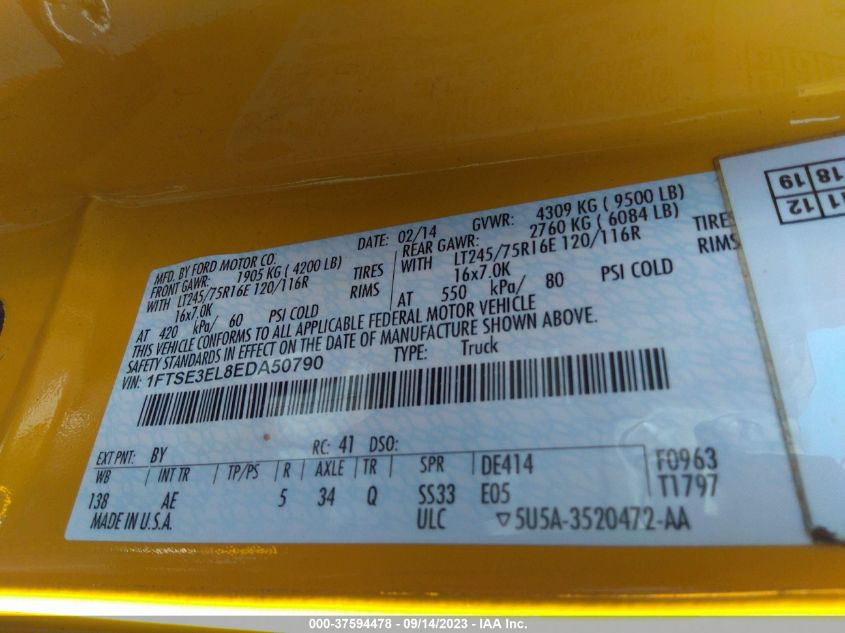 MFD. BY FORD MOTOR CO.
DATE: 02/14
GVWR: 4309 KG ( 9500 LB)
FRONT GAWR: 1905 KG ( 4200 LB)
REAR GAWR: 2760 KG ( 6084 LB)
WITH LT245/75R16E 120/116R TIRES
WITH LT245/75R16E 120/116R TIRES
16x7.0K RIMS
16x7.0K RIMS
AT 420 kPa/ 60 PSI COLD
AT 550 kPa/ 80 PSI COLD
THIS VEHICLE CONFORMS TO ALL APPLICABLE FEDERAL MOTOR VEHICLE
SAFETY STANDARDS IN EFFECT ON THE DATE OF MANUFACTURE SHOWN ABOVE.
VIN: 1FTSE3EL8EDA50790
TYPE: Truck
EXT PNT: BY RC: 41 DSO:
WB INT TR TP/PS R AXLE TR SPR DE414 F0963
138 AE 5 34 Q SS33 E05 T1797
MADE IN U.S.A. ULC ▽5U5A-3520472-AA
18 19
11 12
000-37594478 - 09/14/2023 - IAA Inc.